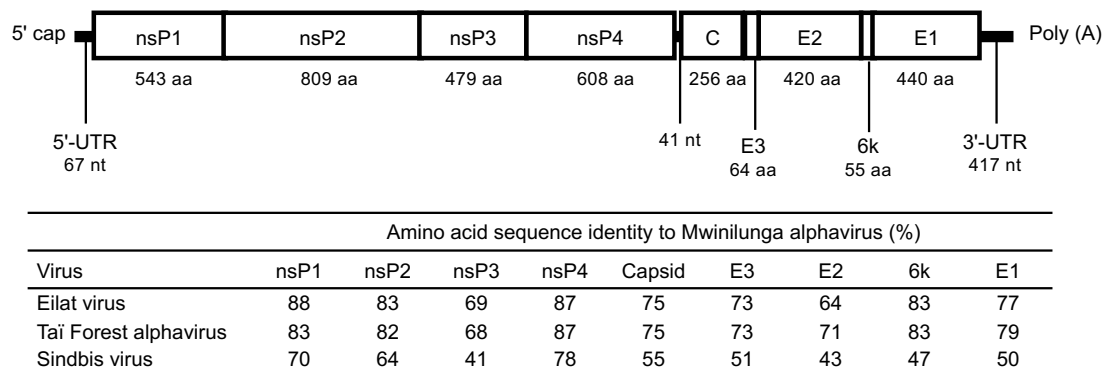 5' cap nsP1 nsP2 nsP3 nsP4 C E2 E1 Poly (A)
543 aa 809 aa 479 aa 608 aa 256 aa 420 aa 440 aa
5'-UTR
67 nt
41 nt
E3
64 aa
6k
55 aa
3'-UTR
417 nt
Amino acid sequence identity to Mwinilunga alphavirus (%)
Virus nsP1 nsP2 nsP3 nsP4 Capsid E3 E2 6k E1
Eilat virus 88 83 69 87 75 73 64 83 77
Taï Forest alphavirus 83 82 68 87 75 73 71 83 79
Sindbis virus 70 64 41 78 55 51 43 47 50